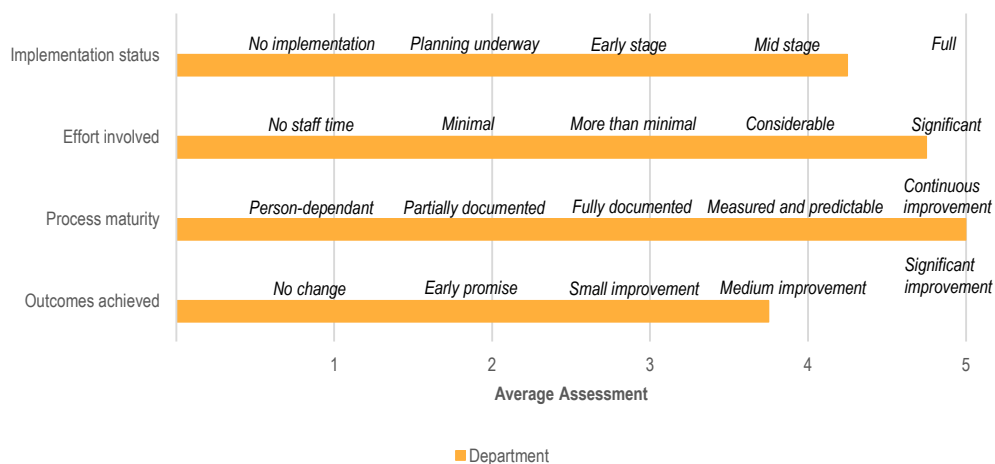 No implementation Planning underway Early stage Mid stage Full
Implementation status
No staff time Minimal More than minimal Considerable Significant
Effort involved
Continuous
Person-dependant Partially documented Fully documented Measured and predictable improvement
Process maturity
Significant
No change Early promise Small improvement Medium improvement improvement
Outcomes achieved
1 2 3 4 5
Average Assessment
Department